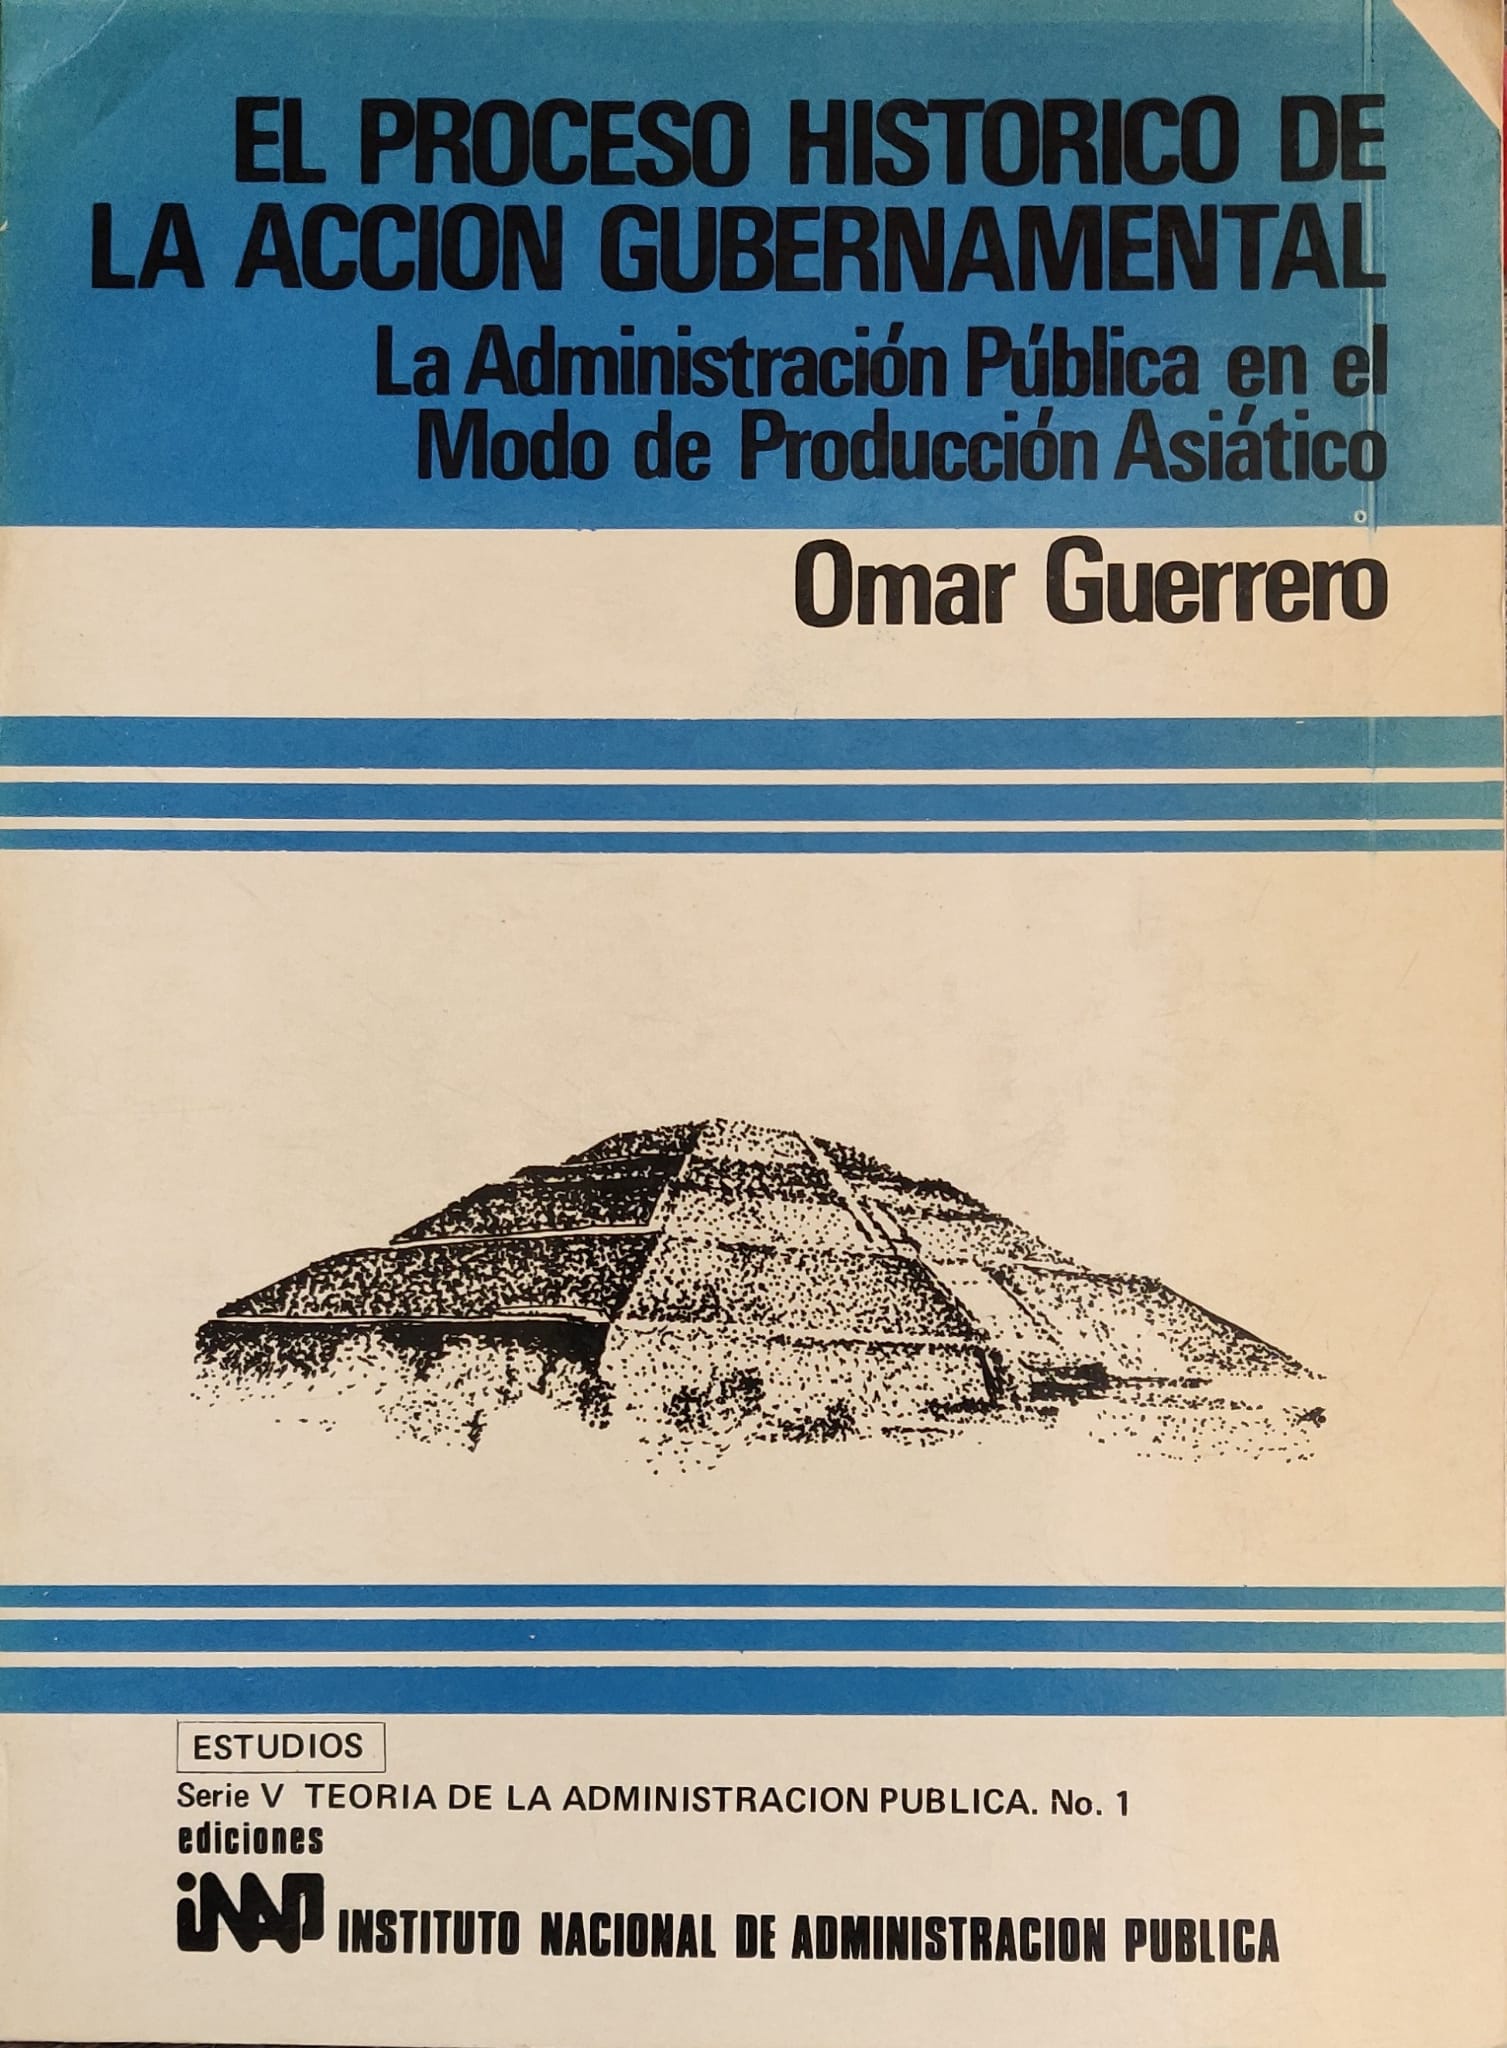 EL PROCESO HISTORICO DE
LA ACCION GUBERNAMENTAL
La Administración Pública en el
Modo de Producción Asiático
Omar Guerrero
ESTUDIOS
Serie V TEORIA DE LA ADMINISTRACION PUBLICA. No. 1
ediciones
iNAP INSTITUTO NACIONAL DE ADMINISTRACION PUBLICA